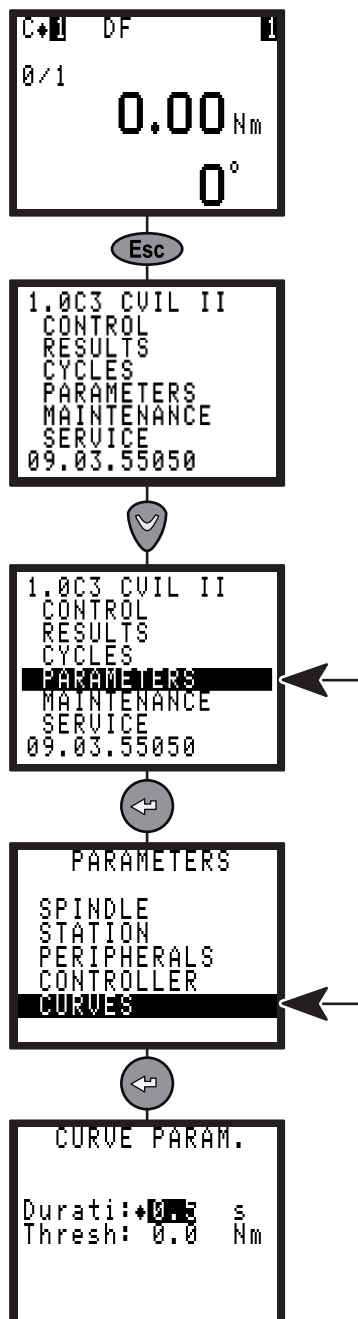 C♦1 DF 1
0/1
0.00 Nm
0°
Esc
1.0C3 CVIL II
CONTROL
RESULTS
CYCLES
PARAMETERS
MAINTENANCE
SERVICE
09.03.55050
1.0C3 CVIL II
CONTROL
RESULTS
CYCLES
PARAMETERS
MAINTENANCE
SERVICE
09.03.55050
PARAMETERS
SPINDLE
STATION
PERIPHERALS
CONTROLLER
CURVES
CURVE PARAM.
Durati:♦0.5 s
Thresh: 0.0 Nm